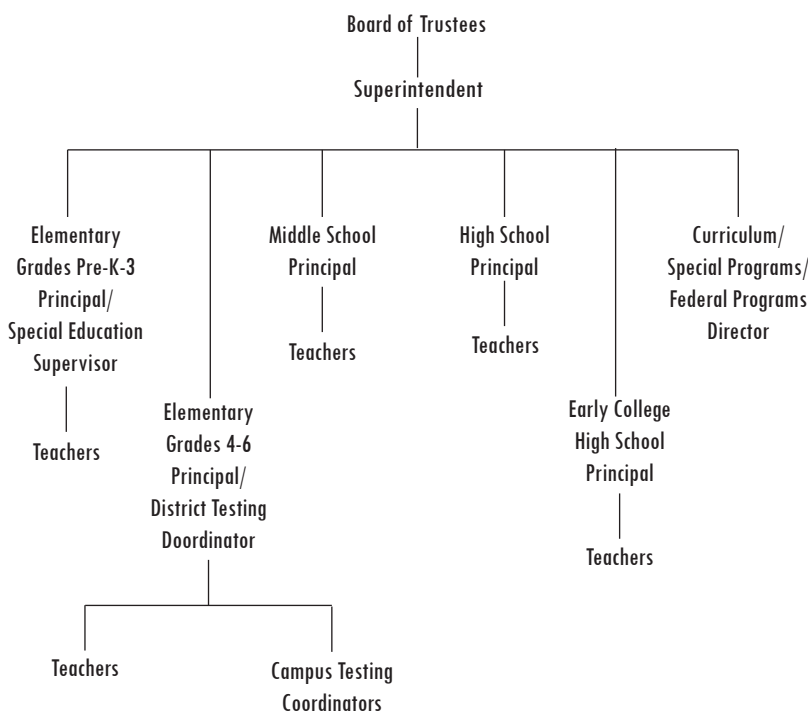 Board of Trustees
Superintendent
Elementary
Grades Pre-K-3
Principal/
Special Education
Supervisor
Teachers
Elementary
Grades 4-6
Principal/
District Testing
Doordinator
Teachers
Campus Testing
Coordinators
Middle School
Principal
Teachers
High School
Principal
Teachers
Early College
High School
Principal
Teachers
Curriculum/
Special Programs/
Federal Programs
Director